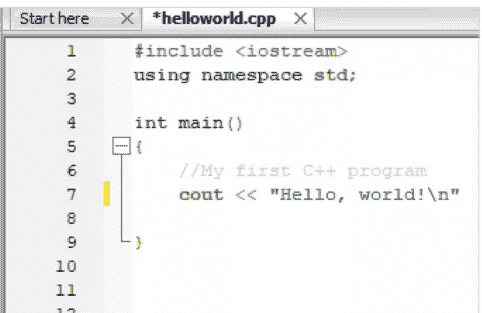 Start here
*helloworld.cpp
1 #include <iostream>
2 using namespace std;
3
4 int main()
5 {
6 //My first C++ program
7 cout << "Hello, world!\n"
8
9 }
10
11
12